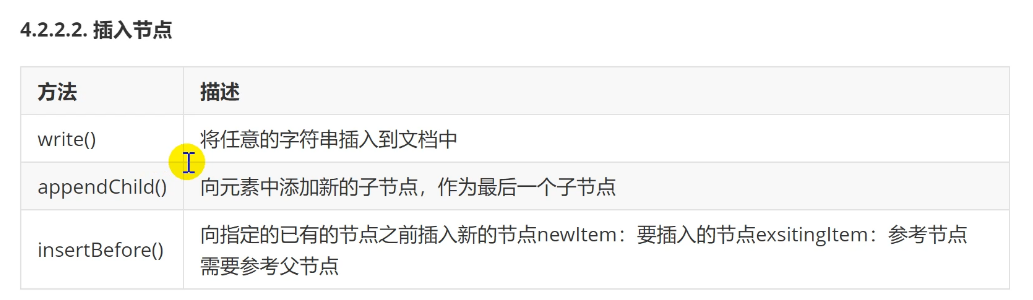 4.2.2.2. 插入节点
方法 描述
write() 将任意的字符串插入到文档中
appendChild() 向元素中添加新的子节点，作为最后一个子节点
insertBefore() 向指定的已有的节点之前插入新的节点newItem：要插入的节点exsitingItem：参考节点
需要参考父节点